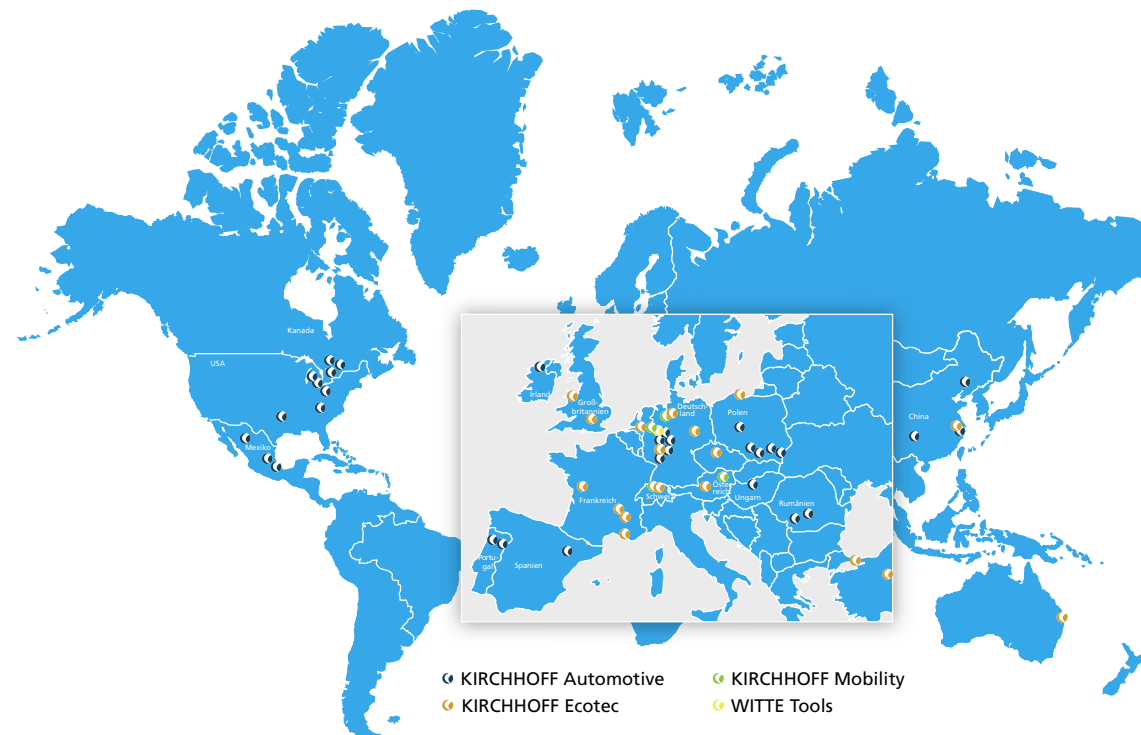 Kanada
USA
Mexiko
Irland
Groß-
britannien
Deutsch
land
Polen
China
Frankreich
Schweiz
Öster
reich
Ungarn
Rumänien
Portu-
gal
Spanien
KIRCHHOFF Automotive
KIRCHHOFF Mobility
KIRCHHOFF Ecotec
WITTE Tools